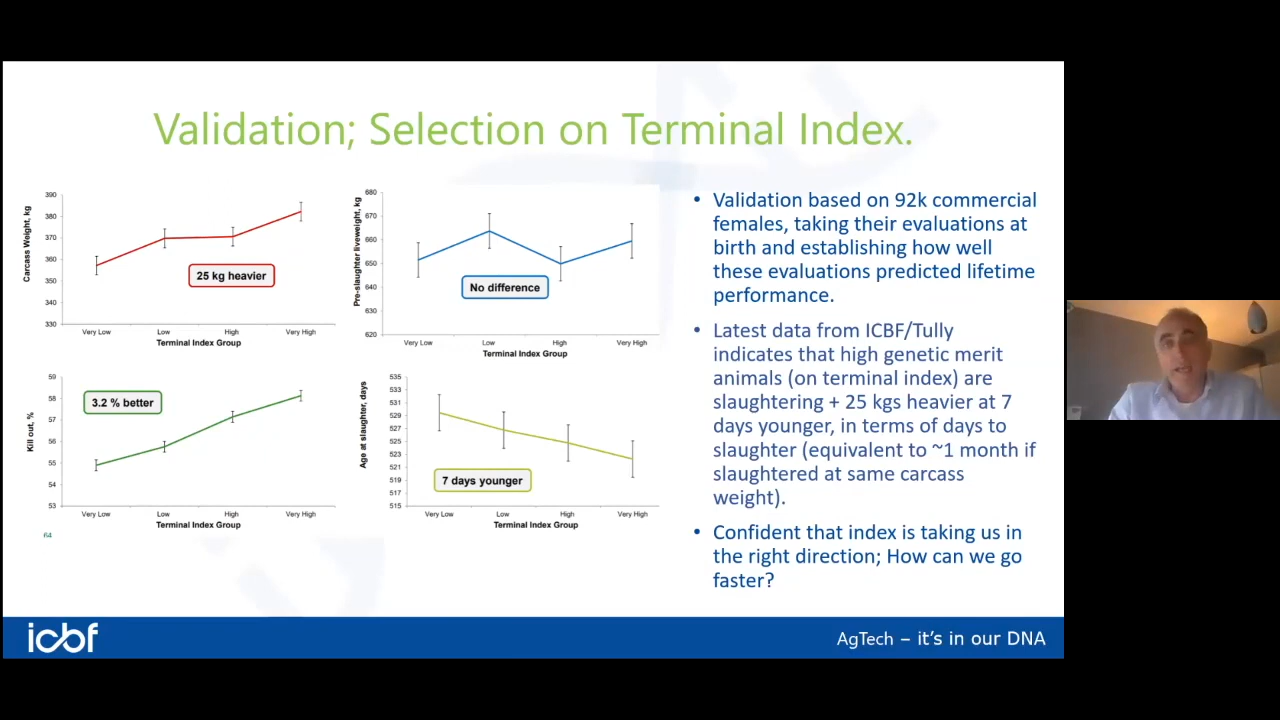 Validation; Selection on Terminal Index.
390
380
370
360
350
340
330
Carcass Weight, kg
25 kg heavier
Very Low
Low
High
Very High
Terminal Index Group
680
670
660
650
640
630
620
Pre-slaughter liveweight, kg
No difference
Very Low
Low
High
Very High
Terminal Index Group
59
58
57
56
55
54
53
Kill out, %
3.2 % better
Very Low
Low
High
Very High
Terminal Index Group
535
533
531
529
527
525
523
521
519
517
515
Age at slaughter, days
7 days younger
Very Low
Low
High
Very High
Terminal Index Group
• Validation based on 92k commercial
females, taking their evaluations at
birth and establishing how well
these evaluations predicted lifetime
performance.
• Latest data from ICBF/Tully
indicates that high genetic merit
animals (on terminal index) are
slaughtering + 25 kgs heavier at 7
days younger, in terms of days to
slaughter (equivalent to ~1 month if
slaughtered at same carcass
weight).
• Confident that index is taking us in
the right direction; How can we go
faster?
64
icbf
AgTech – it's in our DNA